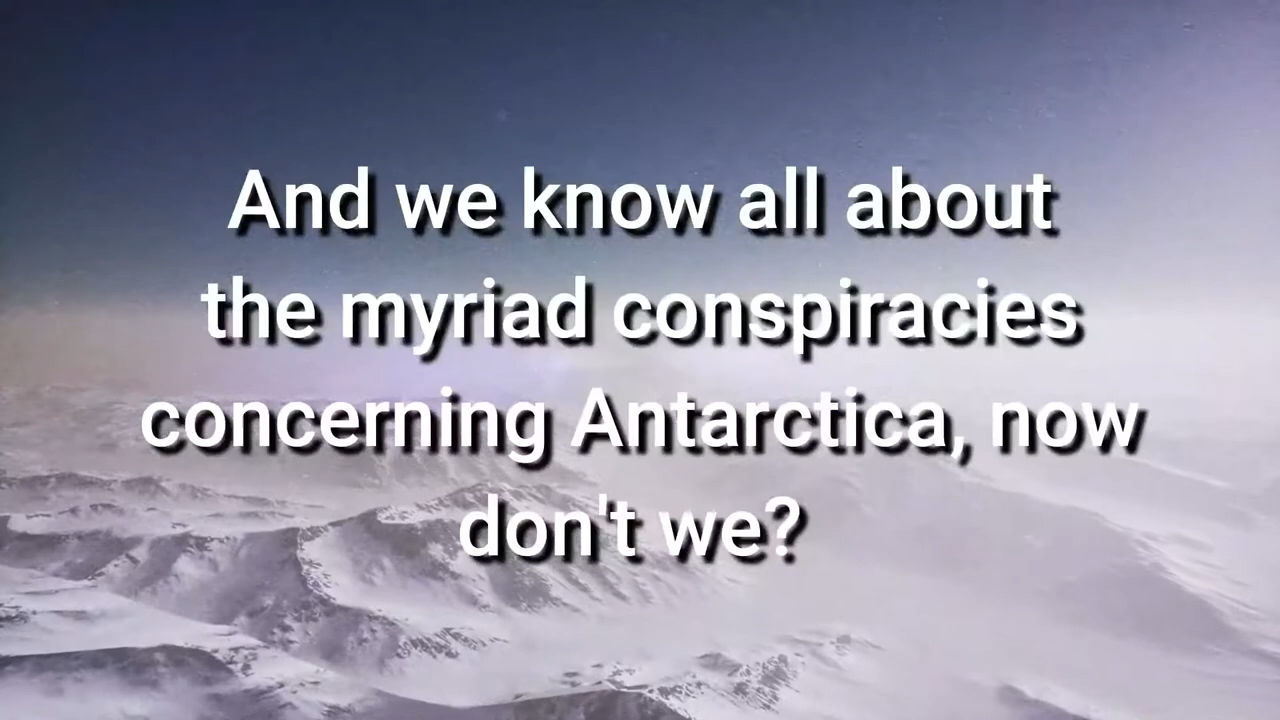 And we know all about
the myriad conspiracies
concerning Antarctica, now
don't we?